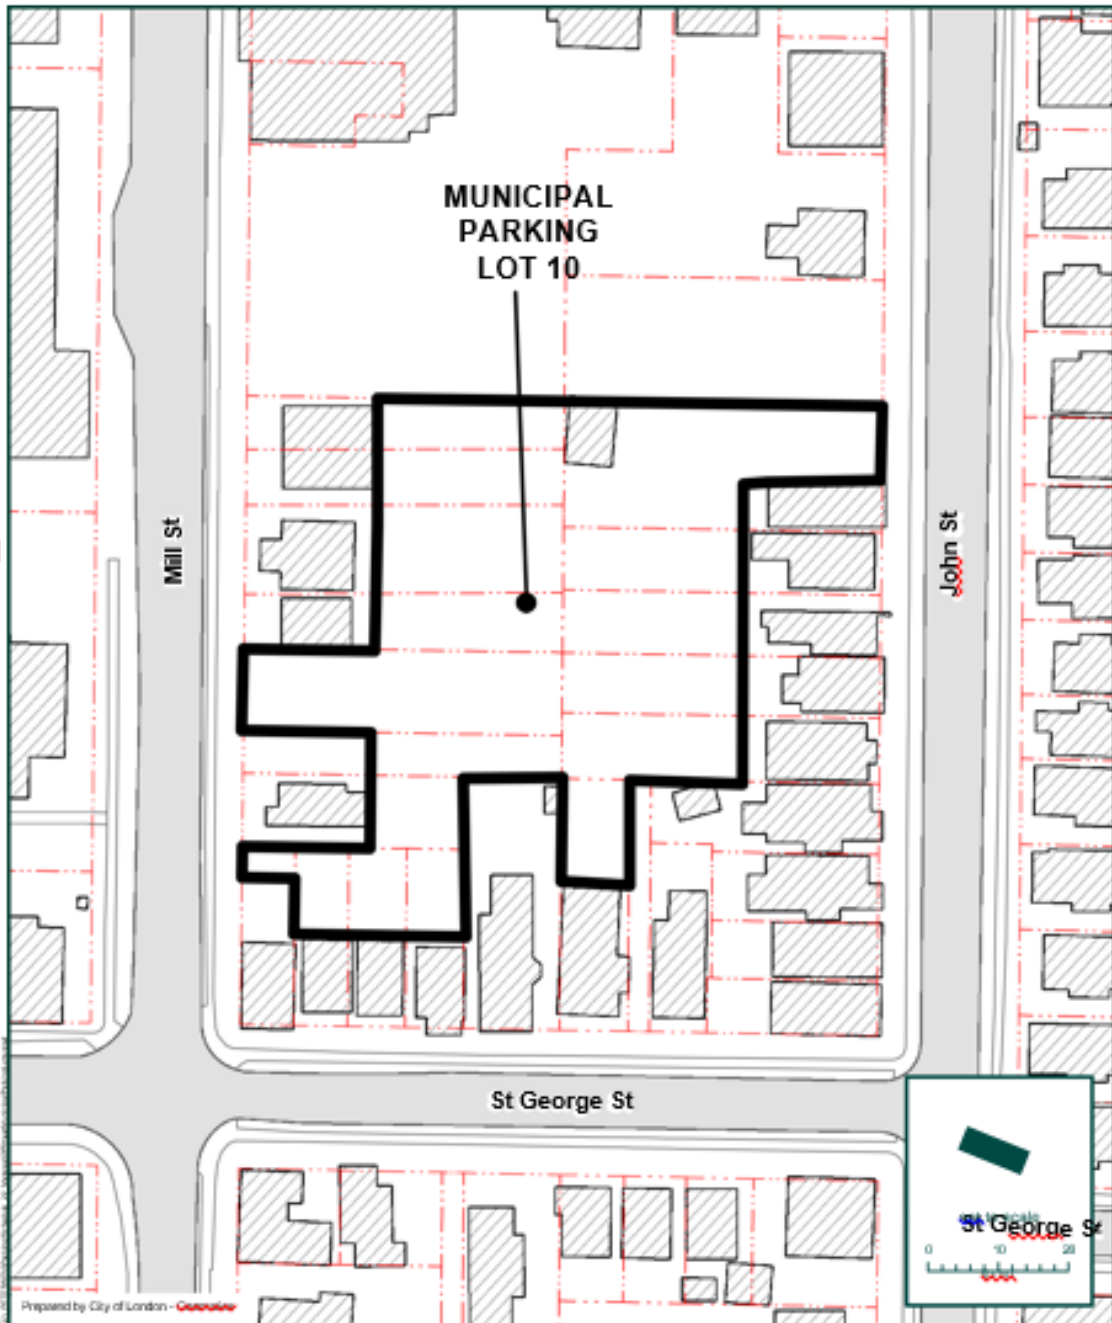 MUNICIPAL
PARKING
LOT 10
Mill St
John St
St George St
St George St
0 10 20
Prepared by City of London -